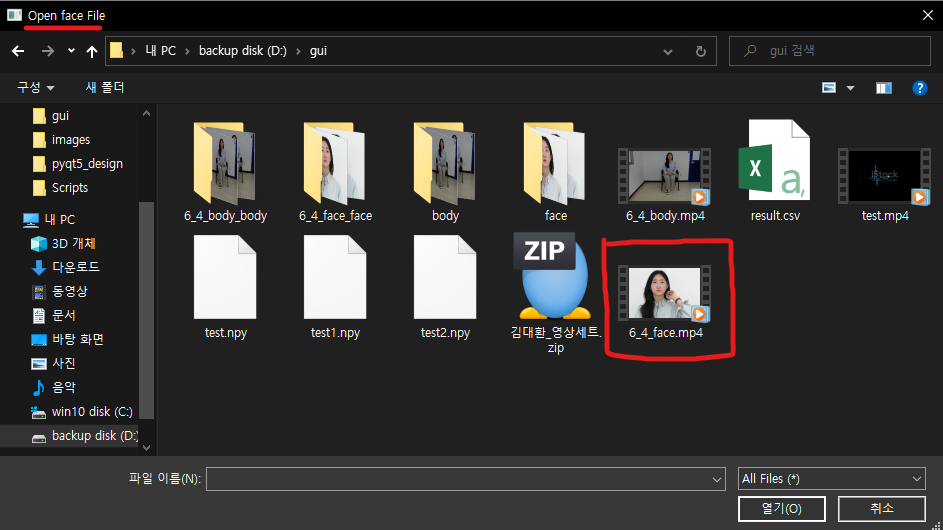 Open face File
내 PC
backup disk (D:)
gui
gui 검색
구성
새 폴더
gui
images
pyqt5_design
Scripts
내 PC
3D 개체
다운로드
동영상
문서
바탕 화면
사진
음악
win10 disk (C:)
backup disk (D:)
6_4_body_body
6_4_face_face
body
face
6_4_body.mp4
X
a,
result.csv
iStock
test.mp4
test.npy
test1.npy
test2.npy
ZIP
김대환_영상세트.
zip
6_4_face.mp4
파일 이름(N):
All Files (*)
열기(O)
취소